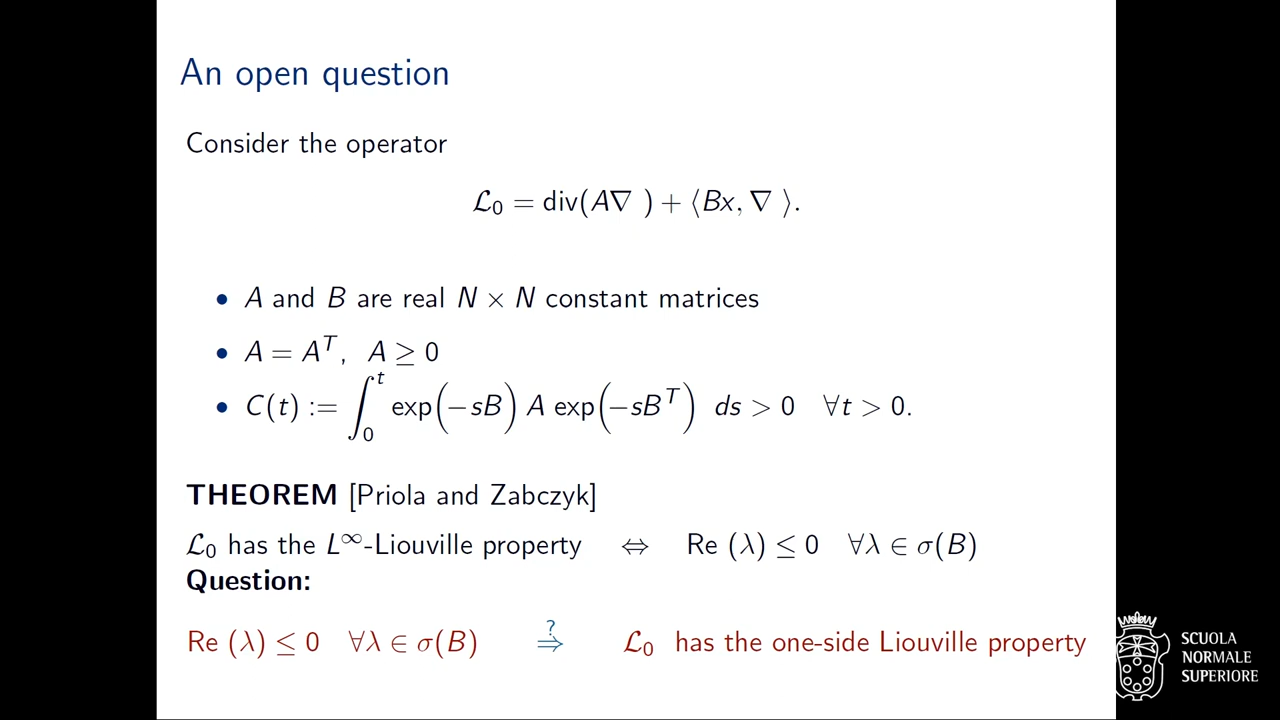 An open question
Consider the operator
ℒ₀ = div(A∇ ) + ⟨Bx, ∇ ⟩.
• A and B are real N × N constant matrices
• A = Aᵀ, A ≥ 0
• C(t) := ∫₀ᵗ exp(−sB) A exp(−sBᵀ) ds > 0 ∀t > 0.
THEOREM [Priola and Zabczyk]
ℒ₀ has the L^∞-Liouville property ⇔ Re (λ) ≤ 0 ∀λ ∈ σ(B)
Question:
Re (λ) ≤ 0 ∀λ ∈ σ(B) ?⇒ ℒ₀ has the one-side Liouville property
SCUOLA
NORMALE
SUPERIORE